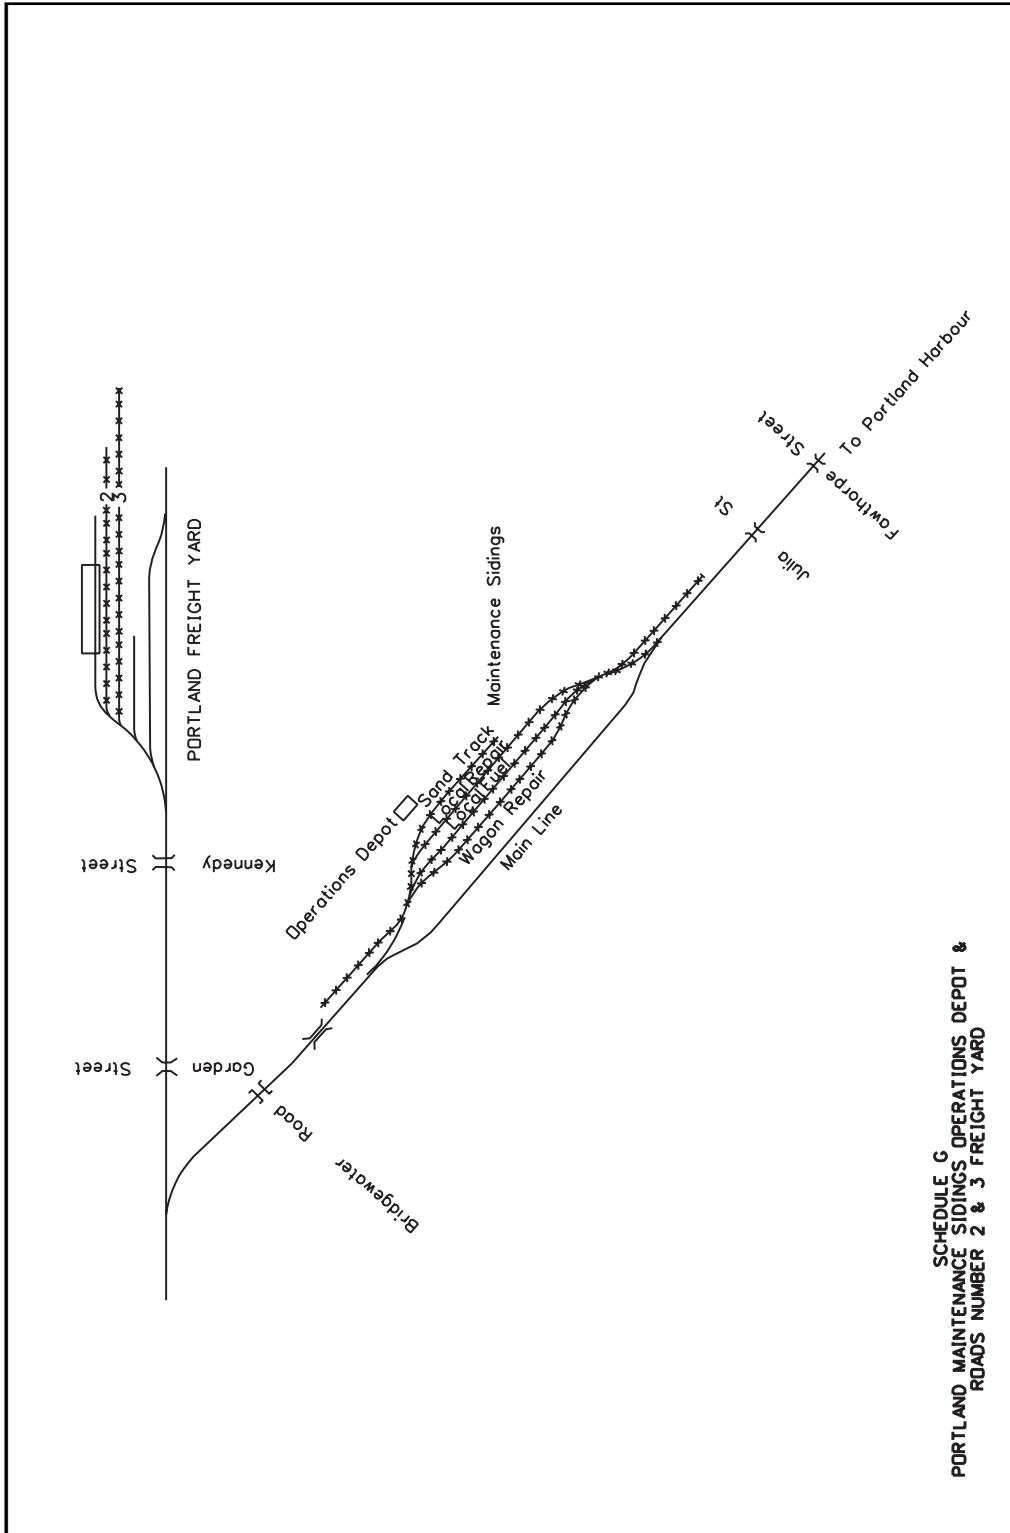 2
3
PORTLAND FREIGHT YARD
Kennedy
Street
Garden
Street
Bridgewater
Road
Operations Depot
Maintenance Sidings
Sand Track
Local Repair
Local Fuel
Wagon Repair
Main Line
Julia
St
Fawthorpe
Street
To Portland Harbour
SCHEDULE G
PORTLAND MAINTENANCE SIDINGS OPERATIONS DEPOT &
ROADS NUMBER 2 & 3 FREIGHT YARD